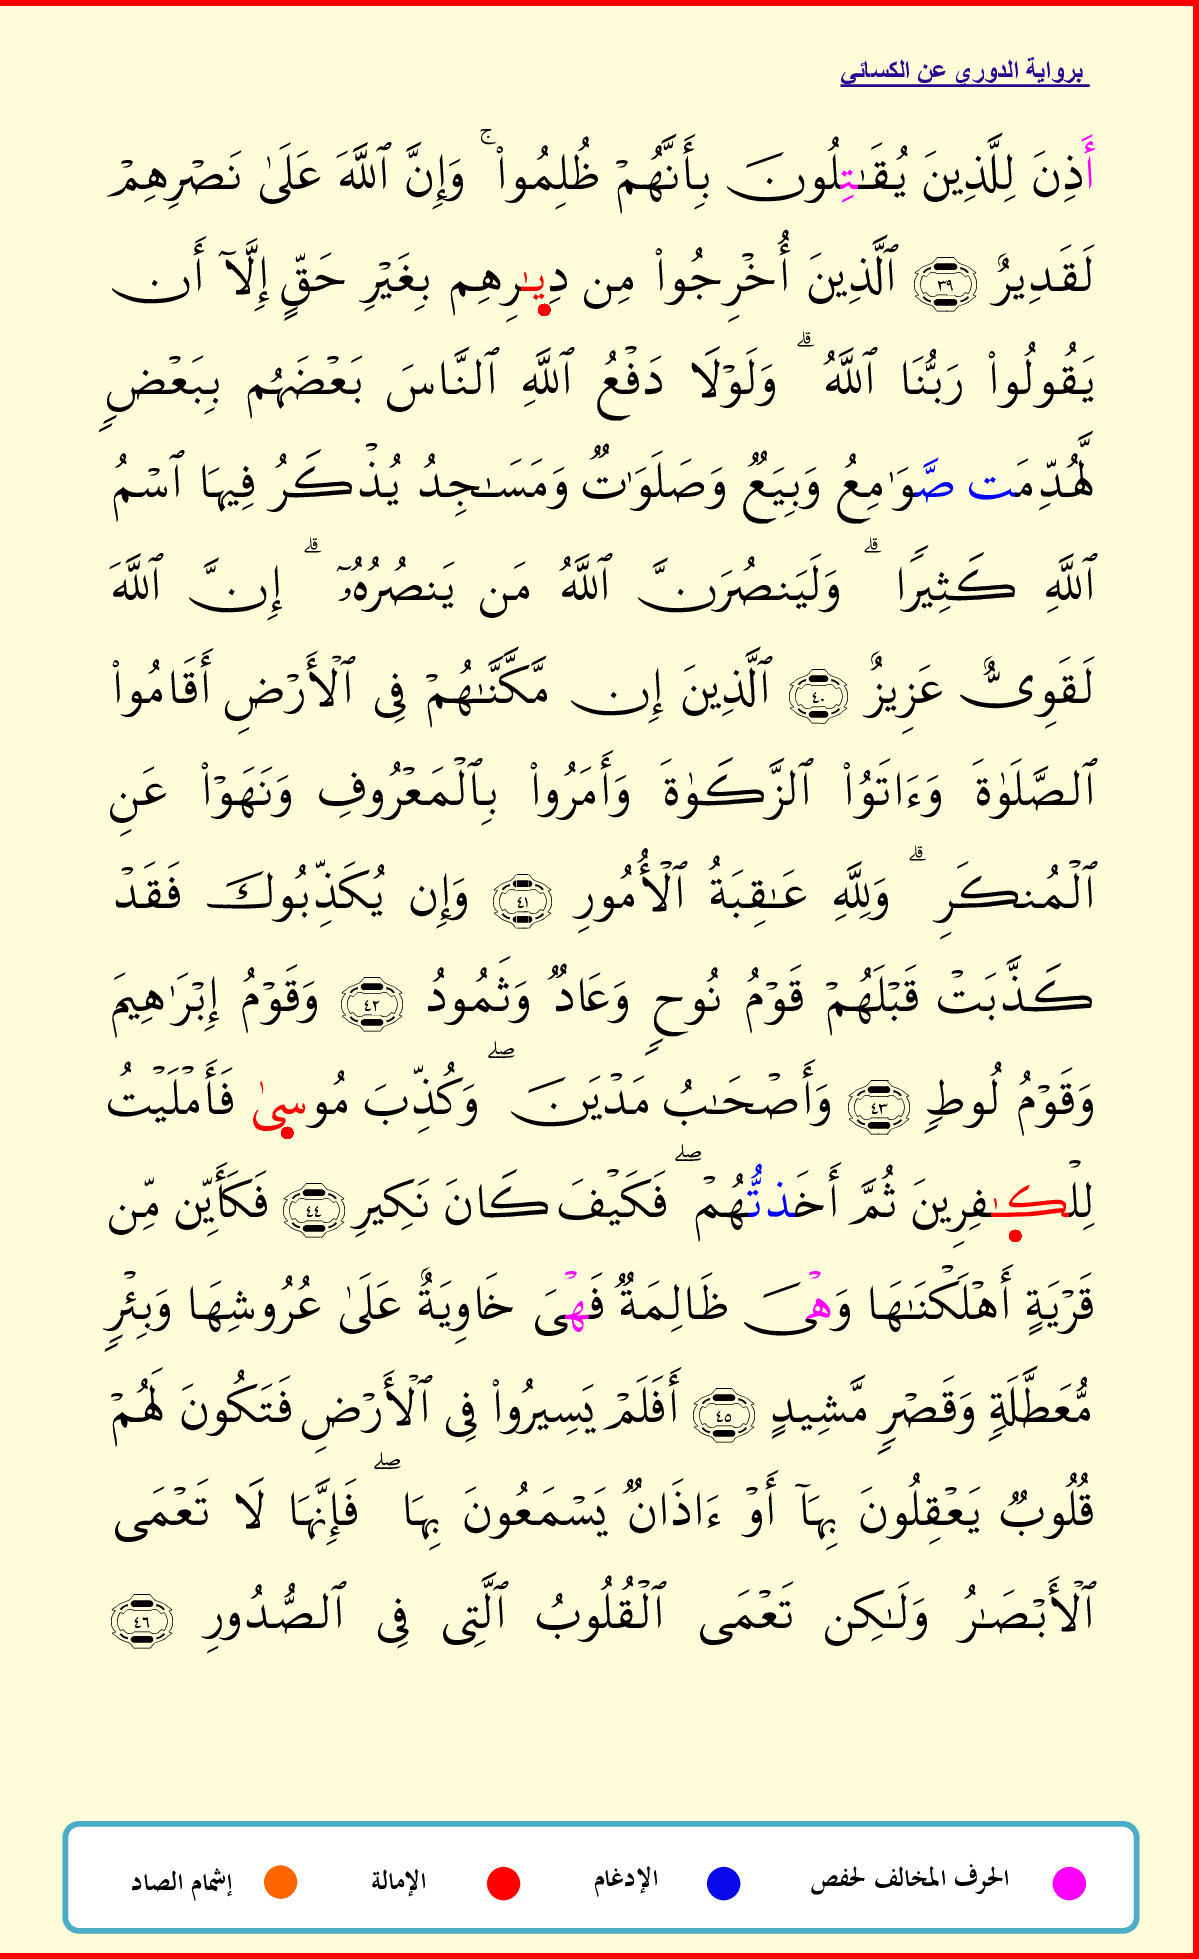 برواية الدوري عن الكسائي
أَذِنَ لِلَّذِينَ يُقَـٰتِلُونَ بِأَنَّهُمۡ ظُلِمُواْۚ وَإِنَّ ٱللَّهَ عَلَىٰ نَصۡرِهِمۡ
لَقَدِيرٌ ٣٩ ٱلَّذِينَ أُخۡرِجُواْ مِن دِيَـٰرِهِم بِغَيۡرِ حَقٍّ إِلَّآ أَن
يَقُولُواْ رَبُّنَا ٱللَّهُۗ وَلَوۡلَا دَفۡعُ ٱللَّهِ ٱلنَّاسَ بَعۡضَهُم بِبَعۡضٖ
لَّهُدِّمَت صَّوَٰمِعُ وَبِيَعٞ وَصَلَوَٰتٞ وَمَسَـٰجِدُ يُذۡكَرُ فِيهَا ٱسۡمُ
ٱللَّهِ كَثِيرٗاۗ وَلَيَنصُرَنَّ ٱللَّهُ مَن يَنصُرُهُۥٓۗ إِنَّ ٱللَّهَ
لَقَوِىٌّ عَزِيزٌ ٤٠ ٱلَّذِينَ إِن مَّكَّنَّـٰهُمۡ فِى ٱلۡأَرۡضِ أَقَامُواْ
ٱلصَّلَوٰةَ وَءَاتَوُاْ ٱلزَّكَوٰةَ وَأَمَرُواْ بِٱلۡمَعۡرُوفِ وَنَهَوۡاْ عَنِ
ٱلۡمُنكَرِۗ وَلِلَّهِ عَـٰقِبَةُ ٱلۡأُمُورِ ٤١ وَإِن يُكَذِّبُوكَ فَقَدۡ
كَذَّبَتۡ قَبۡلَهُمۡ قَوۡمُ نُوحٖ وَعَادٞ وَثَمُودُ ٤٢ وَقَوۡمُ إِبۡرَٰهِيمَ
وَقَوۡمُ لُوطٖ ٤٣ وَأَصۡحَـٰبُ مَدۡيَنَۖ وَكُذِّبَ مُوسِىٰ فَأَمۡلَيۡتُ
لِلۡكَـٰفِرِينَ ثُمَّ أَخَذتُّهُمۡۖ فَكَيۡفَ كَانَ نَكِيرِ ٤٤ فَكَأَيِّن مِّن
قَرۡيَةٍ أَهۡلَكۡنَـٰهَا وَهۡىَ ظَالِمَةٞ فَهۡىَ خَاوِيَةٌ عَلَىٰ عُرُوشِهَا وَبِئۡرٖ
مُّعَطَّلَةٖ وَقَصۡرٖ مَّشِيدٍ ٤٥ أَفَلَمۡ يَسِيرُواْ فِى ٱلۡأَرۡضِ فَتَكُونَ لَهُمۡ
قُلُوبٞ يَعۡقِلُونَ بِهَآ أَوۡ ءَاذَانٞ يَسۡمَعُونَ بِهَاۖ فَإِنَّهَا لَا تَعۡمَى
ٱلۡأَبۡصَـٰرُ وَلَـٰكِن تَعۡمَى ٱلۡقُلُوبُ ٱلَّتِى فِى ٱلصُّدُورِ ٤٦
الحرف المخالف لحفص الإدغام الإمالة إشمام الصاد